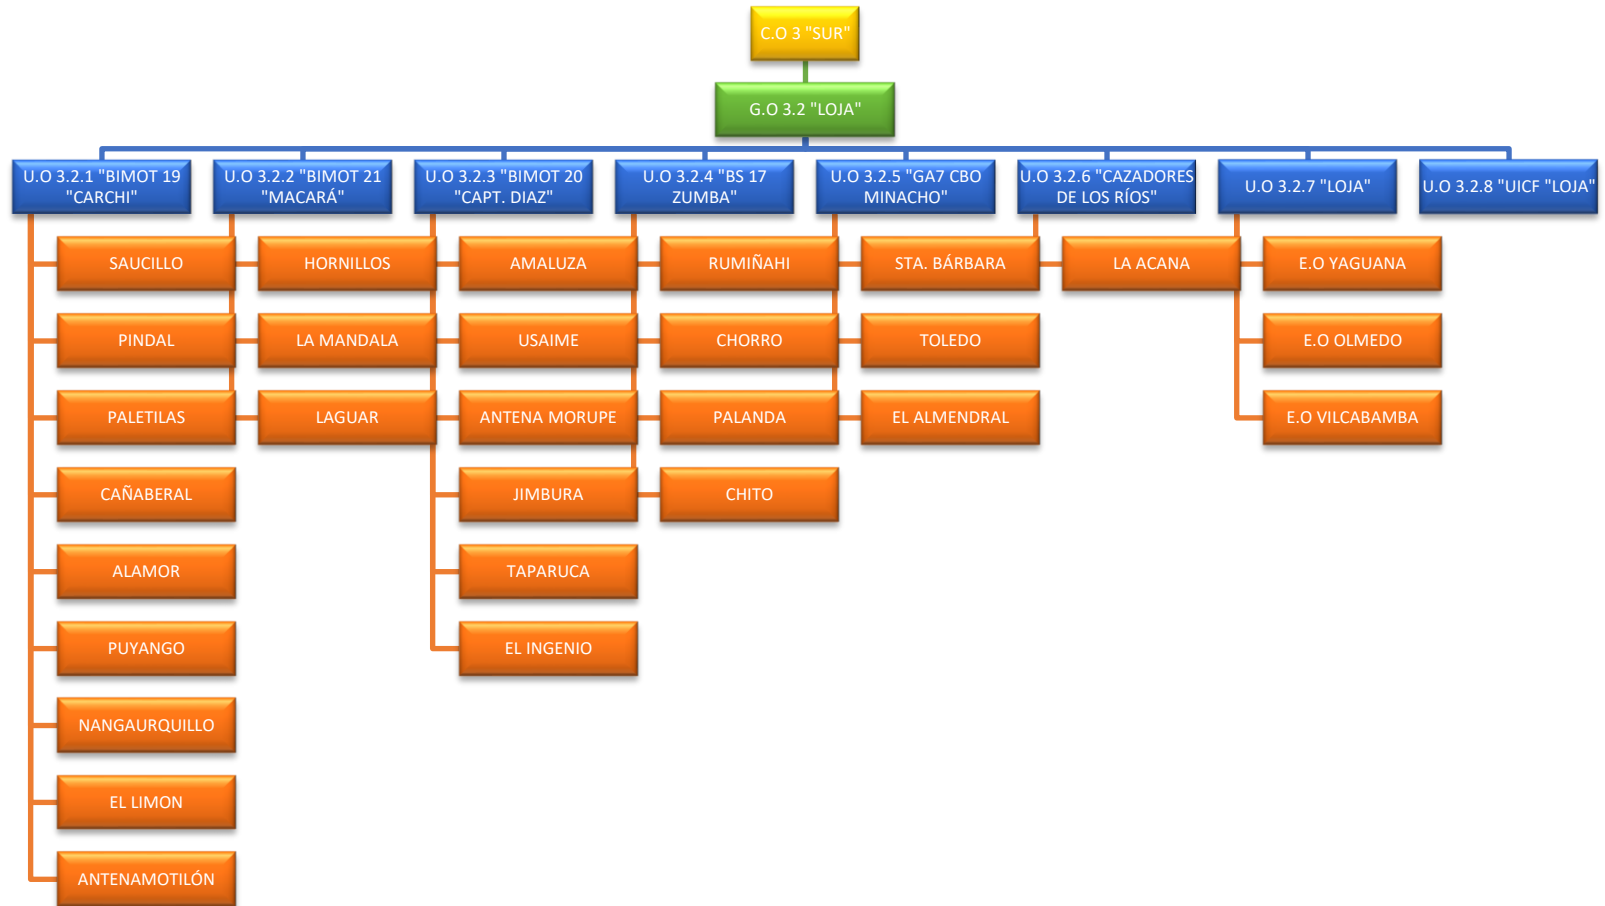 C.O 3 "SUR"
G.O 3.2 "LOJA"
U.O 3.2.1 "BIMOT 19
"CARCHI"
U.O 3.2.2 "BIMOT 21
"MACARÁ"
U.O 3.2.3 "BIMOT 20
"CAPT. DIAZ"
U.O 3.2.4 "BS 17
ZUMBA"
U.O 3.2.5 "GA7 CBO
MINACHO"
U.O 3.2.6 "CAZADORES
DE LOS RÍOS"
U.O 3.2.7 "LOJA"
U.O 3.2.8 "UICF "LOJA"
SAUCILLO
PINDAL
PALETILAS
CAÑABERAL
ALAMOR
PUYANGO
NANGAURQUILLO
EL LIMON
ANTENAMOTILÓN
HORNILLOS
LA MANDALA
LAGUAR
AMALUZA
USAIME
ANTENA MORUPE
JIMBURA
TAPARUCA
EL INGENIO
RUMIÑAHI
CHORRO
PALANDA
CHITO
STA. BÁRBARA
TOLEDO
EL ALMENDRAL
LA ACANA
E.O YAGUANA
E.O OLMEDO
E.O VILCABAMBA